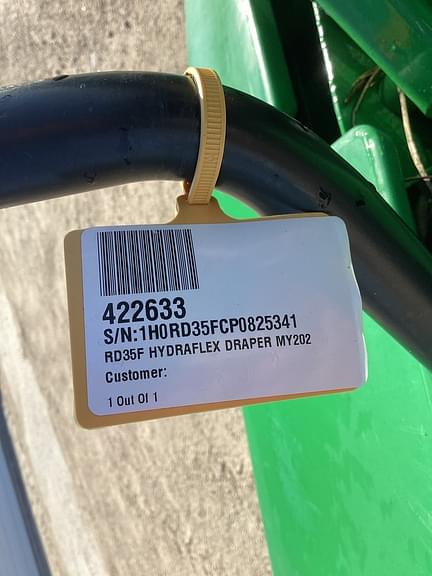 422633
S/N:1H0RD35FCP0825341
RD35F HYDRAFLEX DRAPER MY202
Customer:
1 Out Of 1